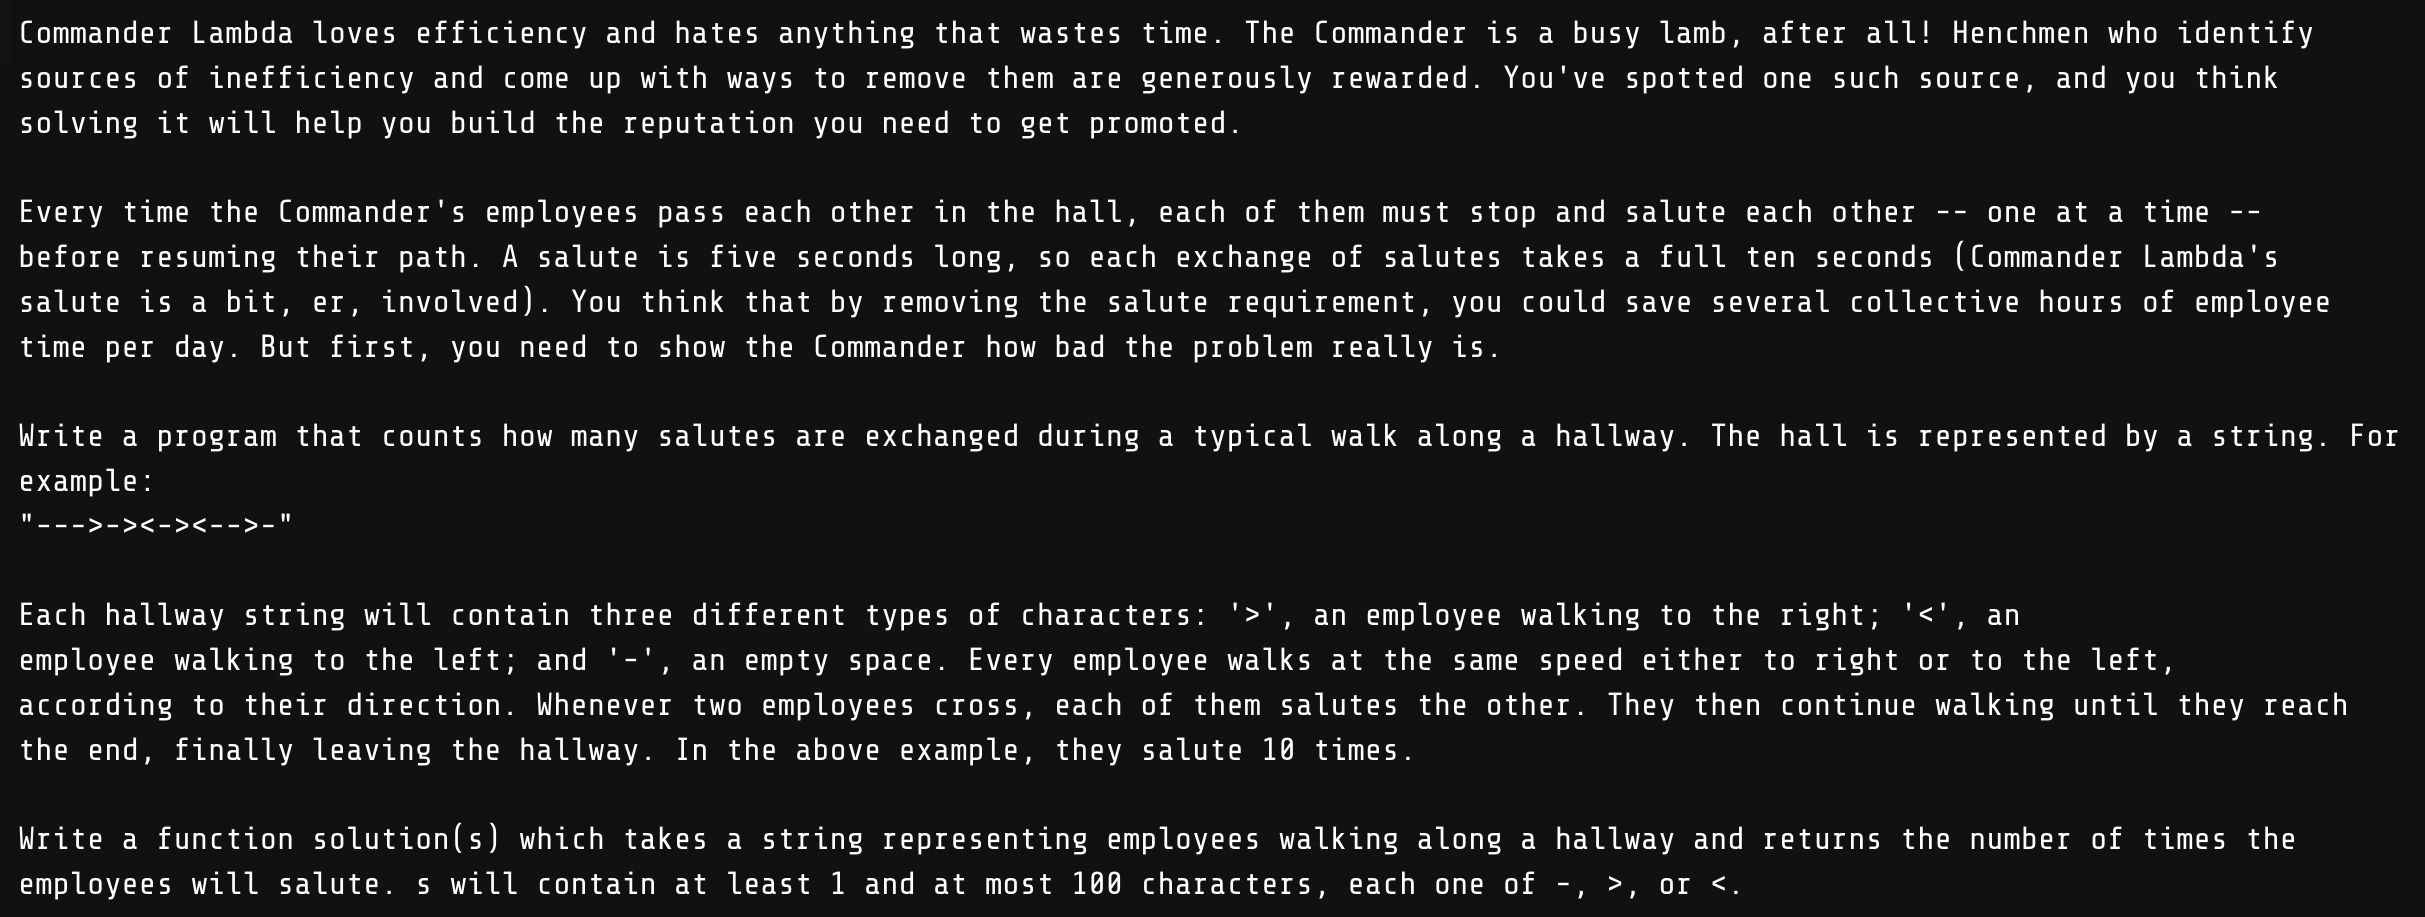 Commander Lambda loves efficiency and hates anything that wastes time. The Commander is a busy lamb, after all! Henchmen who identify
sources of inefficiency and come up with ways to remove them are generously rewarded. You've spotted one such source, and you think
solving it will help you build the reputation you need to get promoted.

Every time the Commander's employees pass each other in the hall, each of them must stop and salute each other -- one at a time --
before resuming their path. A salute is five seconds long, so each exchange of salutes takes a full ten seconds (Commander Lambda's
salute is a bit, er, involved). You think that by removing the salute requirement, you could save several collective hours of employee
time per day. But first, you need to show the Commander how bad the problem really is.

Write a program that counts how many salutes are exchanged during a typical walk along a hallway. The hall is represented by a string. For
example:
"--->-><-><-->-"

Each hallway string will contain three different types of characters: '>', an employee walking to the right; '<', an
employee walking to the left; and '-', an empty space. Every employee walks at the same speed either to right or to the left,
according to their direction. Whenever two employees cross, each of them salutes the other. They then continue walking until they reach
the end, finally leaving the hallway. In the above example, they salute 10 times.

Write a function solution(s) which takes a string representing employees walking along a hallway and returns the number of times the
employees will salute. s will contain at least 1 and at most 100 characters, each one of -, >, or <.